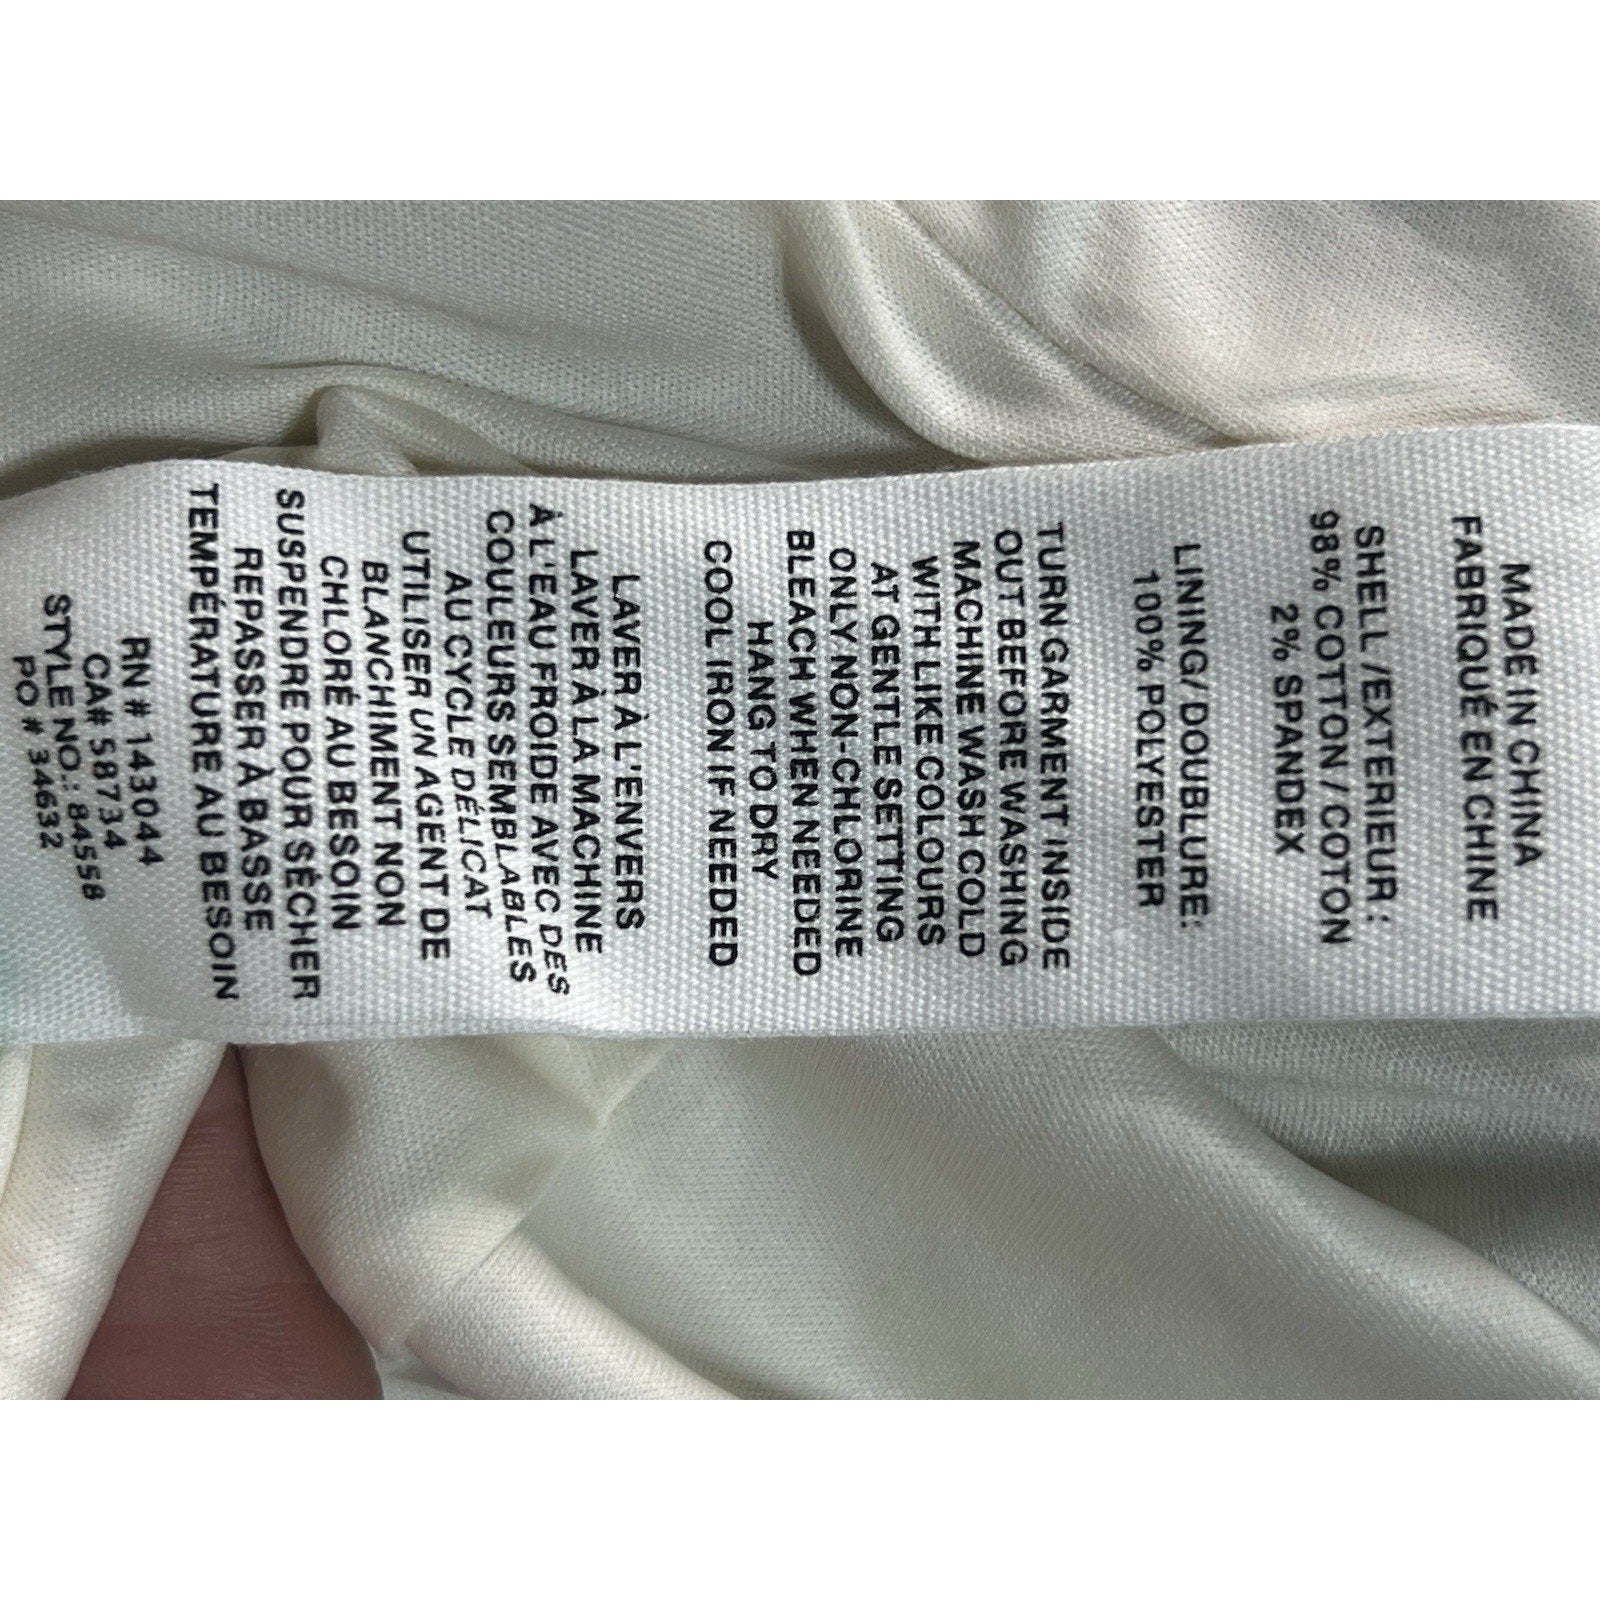 MADE IN CHINA
FABRIQUÉ EN CHINE
SHELL/EXTERIEUR:
98% COTTON/COTON
2% SPANDEX
LINING/DOUBLURE:
100% POLYESTER
TURN GARMENT INSIDE
OUT BEFORE WASHING
MACHINE WASH COLD
WITH LIKE COLOURS
AT GENTLE SETTING
ONLY NON-CHLORINE
BLEACH WHEN NEEDED
HANG TO DRY
COOL IRON IF NEEDED
LAVER À L'ENVERS
LAVER À LA MACHINE
À L'EAU FROIDE AVEC DES
COULEURS SEMBLABLES
AU CYCLE DÉLICAT
UTILISER UN AGENT DE
BLANCHIMENT NON
CHLORÉ AU BESOIN
SUSPENDRE POUR SÉCHER
REPASSER À BASSE
TEMPÉRATURE AU BESOIN
RN # 143044
CA# 58734
STYLE NO.: 84558
PO # 34632